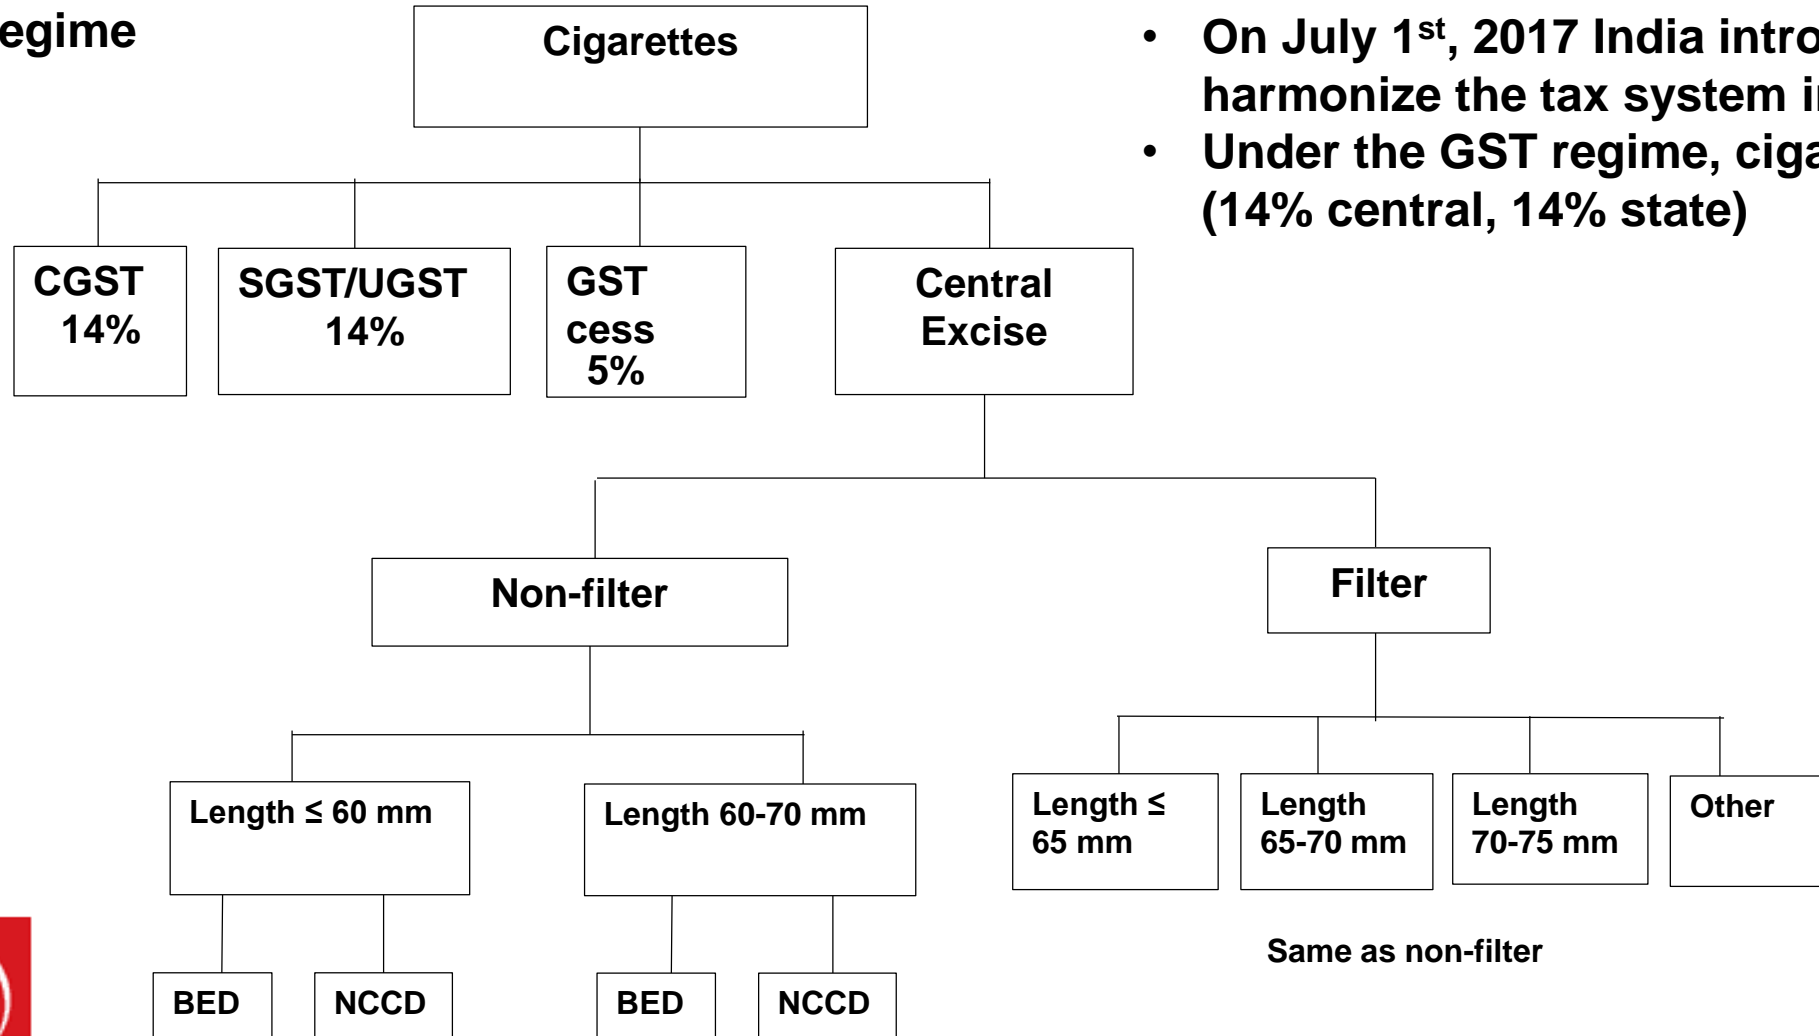 egime
Cigarettes
• On July 1st, 2017 India intro
harmonize the tax system i
• Under the GST regime, ciga
(14% central, 14% state)
CGST
14%
SGST/UGST
14%
GST
cess
5%
Central
Excise
Non-filter
Filter
Length ≤ 60 mm
Length 60-70 mm
Length ≤
65 mm
Length
65-70 mm
Length
70-75 mm
Other
Same as non-filter
BED
NCCD
BED
NCCD